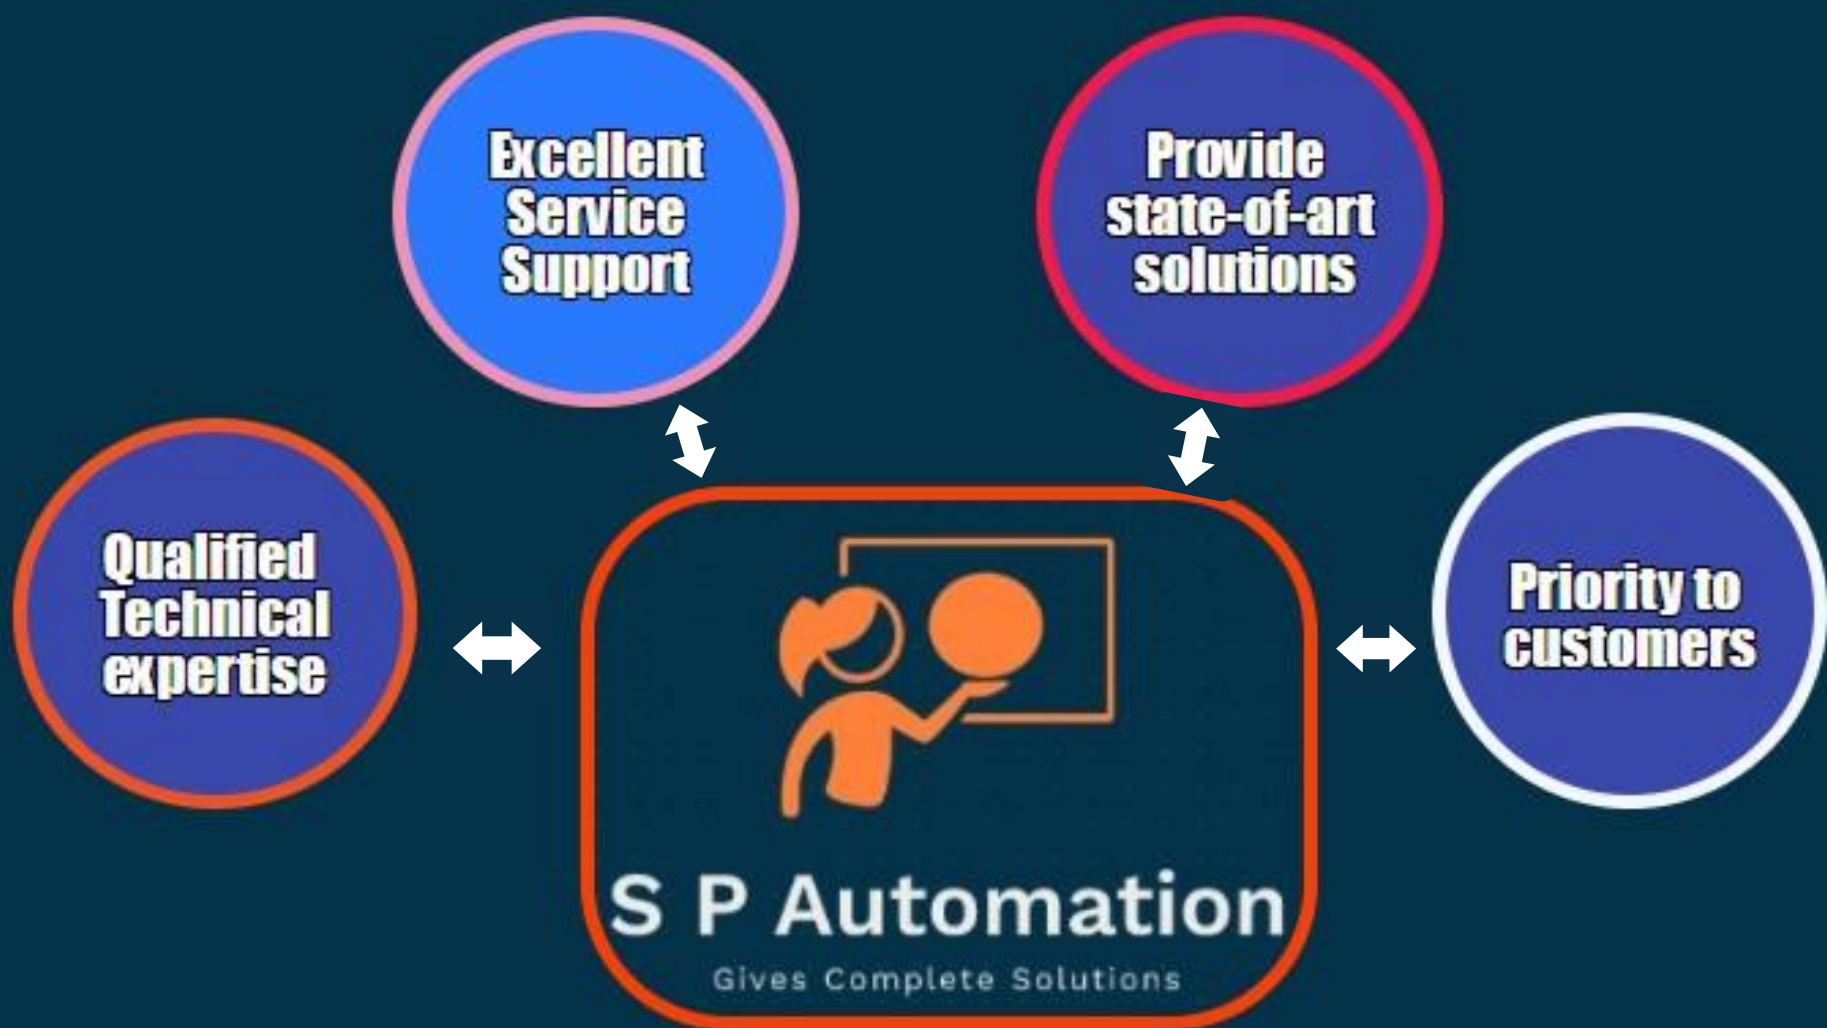 Excellent
Service
Support
Provide
state-of-art
solutions
Qualified
Technical
expertise
Priority to
customers
S P Automation
Gives Complete Solutions